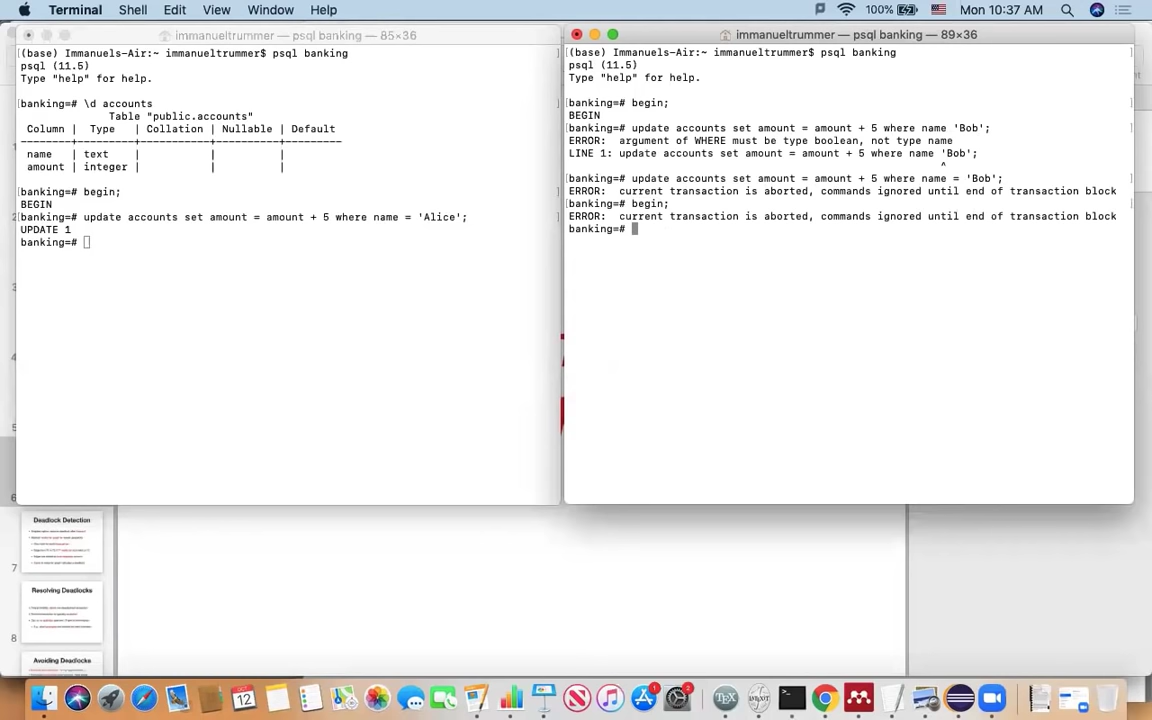 Terminal Shell Edit View Window Help 100% Mon 10:37 AM
immanueltrummer — psql banking — 85×36
(base) Immanuels-Air:~ immanueltrummer$ psql banking
psql (11.5)
Type "help" for help.
banking=# \d accounts
Table "public.accounts"
Column | Type | Collation | Nullable | Default
--------+---------+-----------+----------+---------
name | text | | |
amount | integer | | |
banking=# begin;
BEGIN
banking=# update accounts set amount = amount + 5 where name = 'Alice';
UPDATE 1
banking=#
immanueltrummer — psql banking — 89×36
(base) Immanuels-Air:~ immanueltrummer$ psql banking
psql (11.5)
Type "help" for help.
banking=# begin;
BEGIN
banking=# update accounts set amount = amount + 5 where name 'Bob';
ERROR: argument of WHERE must be type boolean, not type name
LINE 1: update accounts set amount = amount + 5 where name 'Bob';
^
banking=# update accounts set amount = amount + 5 where name = 'Bob';
ERROR: current transaction is aborted, commands ignored until end of transaction block
banking=# begin;
ERROR: current transaction is aborted, commands ignored until end of transaction block
banking=#
Deadlock Detection
7
Resolving Deadlocks
8
Avoiding Deadlocks